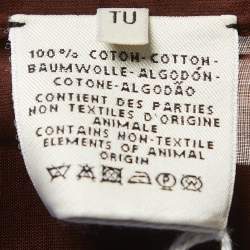 TU
100% COTON-COTTON-
BAUMWOLLE-ALGODÓN-
COTONE-ALGODÃO
CONTIENT DES PARTIES
NON TEXTILES D'ORIGINE
ANIMALE
CONTAINS NON-TEXTILE
ELEMENTS OF ANIMAL
ORIGIN